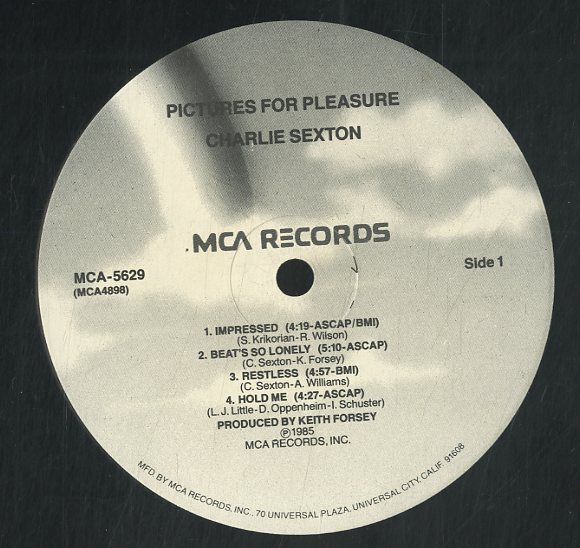 PICTURES FOR PLEASURE
CHARLIE SEXTON
MCA RECORDS
MCA-5629
(MCA4898)
Side 1
1. IMPRESSED (4:19-ASCAP/BMI)
(S. Krikorian-R. Wilson)
2. BEAT'S SO LONELY (5:10-ASCAP)
(C. Sexton-K. Forsey)
3. RESTLESS (4:57-BMI)
(C. Sexton-A. Williams)
4. HOLD ME (4:27-ASCAP)
(L. J. Little-D. Oppenheim-I. Schuster)
PRODUCED BY KEITH FORSEY
Ⓟ1985
MCA RECORDS, INC.
MFD. BY MCA RECORDS, INC., 70 UNIVERSAL PLAZA, UNIVERSAL CITY, CALIF. 91608